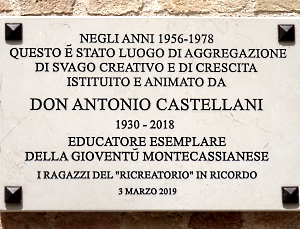 NEGLI ANNI 1956-1978
QUESTO È STATO LUOGO DI AGGREGAZIONE
DI SVAGO CREATIVO E DI CRESCITA
ISTITUITO E ANIMATO DA
DON ANTONIO CASTELLANI
1930 - 2018
EDUCATORE ESEMPLARE
DELLA GIOVENTÙ MONTECASSIANESE
I RAGAZZI DEL "RICREATORIO" IN RICORDO
3 MARZO 2019